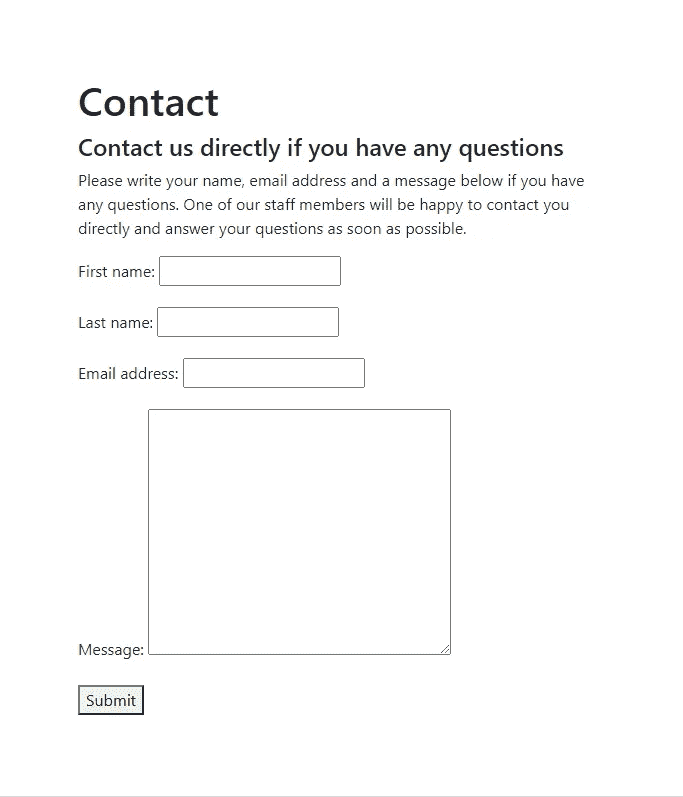 Contact
Contact us directly if you have any questions
Please write your name, email address and a message below if you have
any questions. One of our staff members will be happy to contact you
directly and answer your questions as soon as possible.
First name:
Last name:
Email address:
Message:
Submit